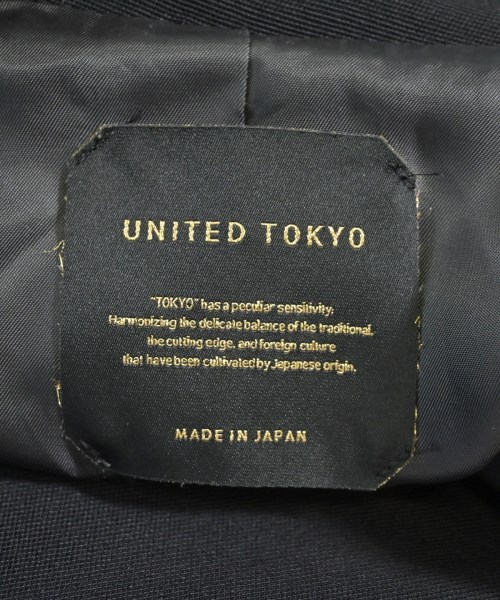 UNITED TOKYO
"TOKYO" has a peculiar sensitivity;
Harmonizing the delicate balance of the traditional,
the cutting edge, and foreign culture
that have been cultivated by Japanese origin.
MADE IN JAPAN